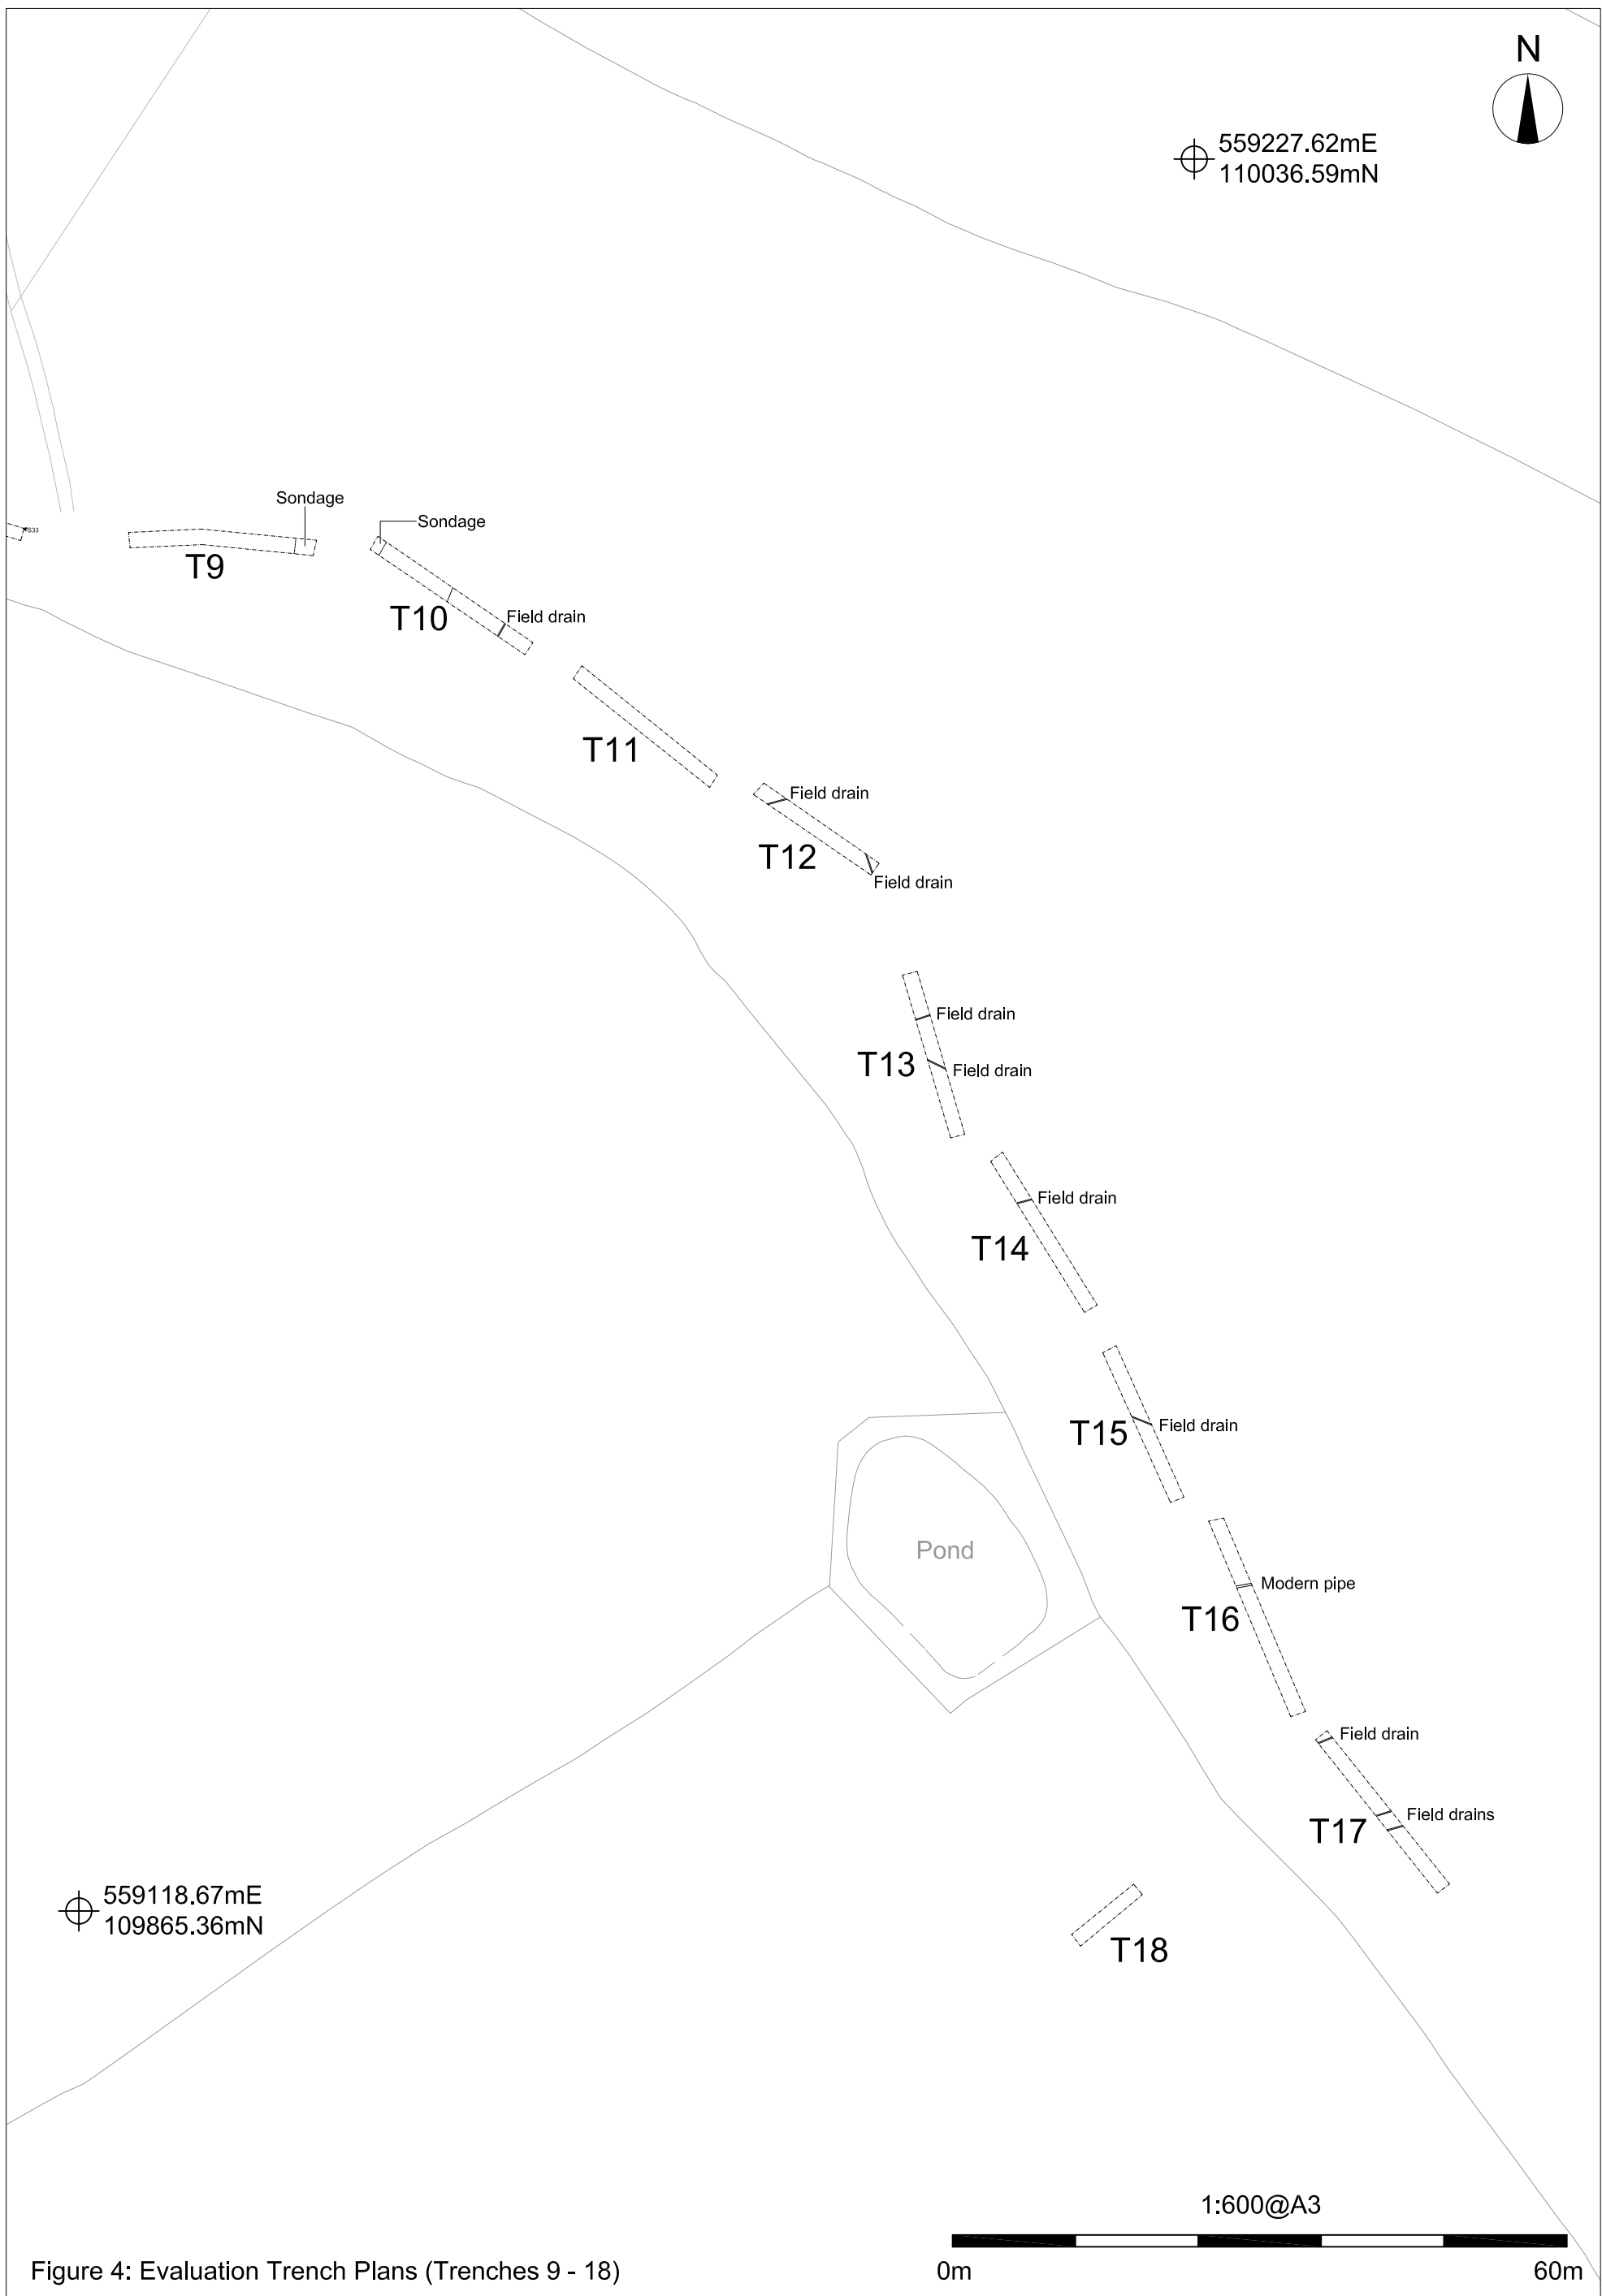 N
559227.62mE
110036.59mN
Sondage
Sondage
S33
T9
T10
Field drain
T11
Field drain
T12
Field drain
Field drain
T13
Field drain
Field drain
T14
T15
Field drain
Pond
Modern pipe
T16
Field drain
Field drains
T17
559118.67mE
109865.36mN
T18
1:600@A3
0m
60m
Figure 4: Evaluation Trench Plans (Trenches 9 - 18)